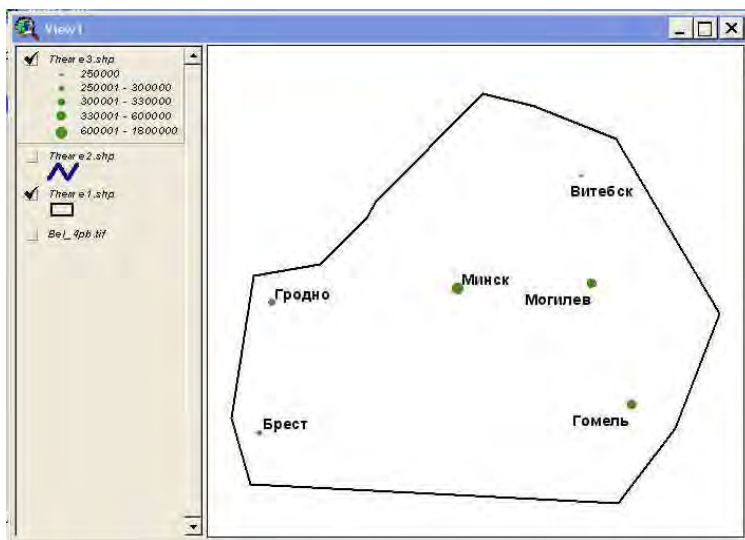 View1
Theme3.shp
250000
250001 - 300000
300001 - 330000
330001 - 600000
600001 - 1800000
Theme2.shp
Theme1.shp
Bel_4pb.tif
Витебск
Минск
Могилев
Гродно
Гомель
Брест